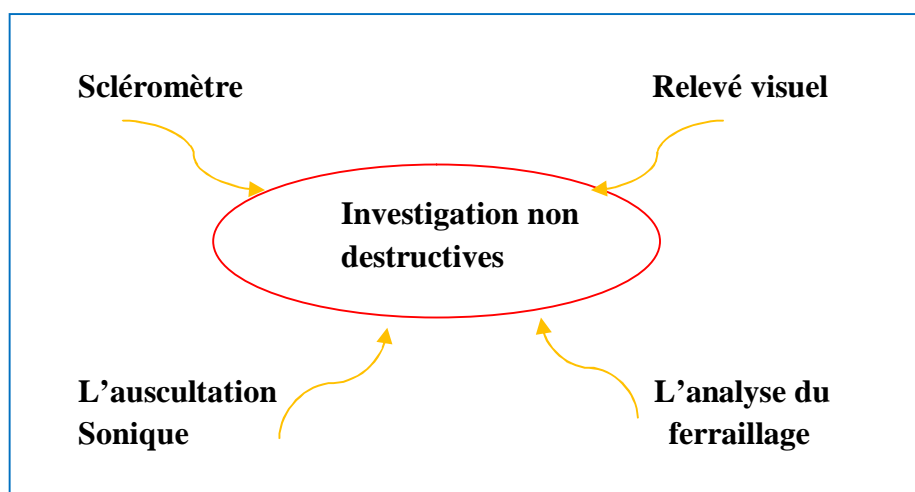 Scléromètre
Relevé visuel
Investigation non
destructives
L’auscultation
Sonique
L’analyse du
ferraillage